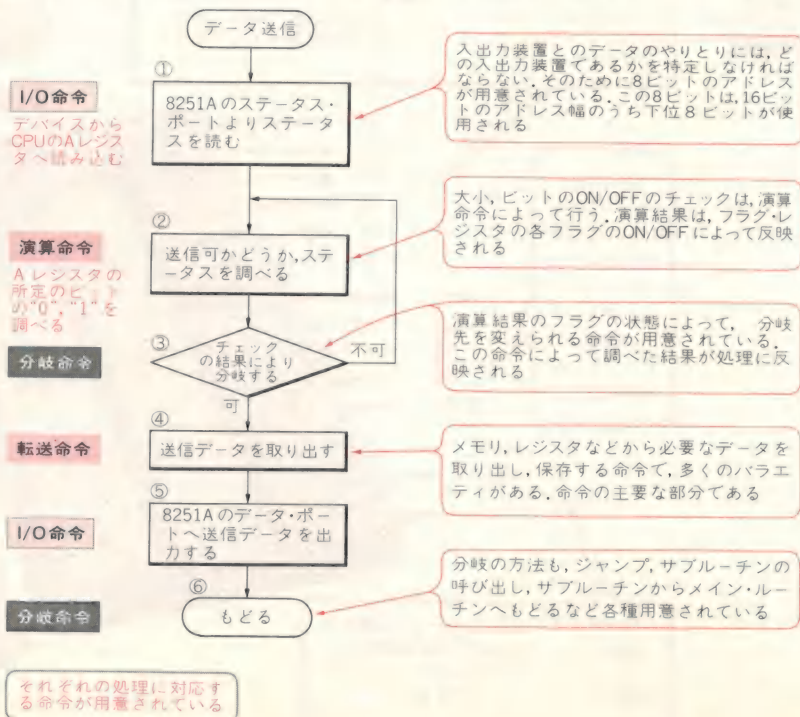 データ送信
①
I/O命令
デバイスから
CPUのAレジス
タへ読み込む
8251Aのステータス・
ポートよりステータ
スを読む
入出力装置とのデータのやりとりには,ど
の入出力装置であるかを特定しなければ
ならない.そのために8ビットのアドレス
が用意されている.この8ビットは,16ビッ
トのアドレス幅のうち下位8ビットが使
用される
②
演算命令
Aレジスタの
所定のビット
の"0","1"を
調べる
送信可かどうか,ステ
ータスを調べる
大小,ビットのON/OFFのチェックは,演算
命令によって行う.演算結果は,フラグ・レ
ジスタの各フラグのON/OFFによって反映
される
③
分岐命令
チェック
の結果により
分岐する
不可
可
演算結果のフラグの状態によって, 分岐
先を変えられる命令が用意されている.
この命令によって調べた結果が処理に反
映される
④
転送命令
送信データを取り出す
メモリ,レジスタなどから必要なデータを
取り出し,保存する命令で,多くのバラエ
ティがある.命令の主要な部分である
⑤
I/O命令
8251Aのデータ・ポー
トへ送信データを出
力する
⑥
分岐命令
もどる
分岐の方法も,ジャンプ,サブルーチンの
呼び出し,サブルーチンからメイン・ルー
チンへもどるなど各種用意されている
それぞれの処理に対応す
る命令が用意されている